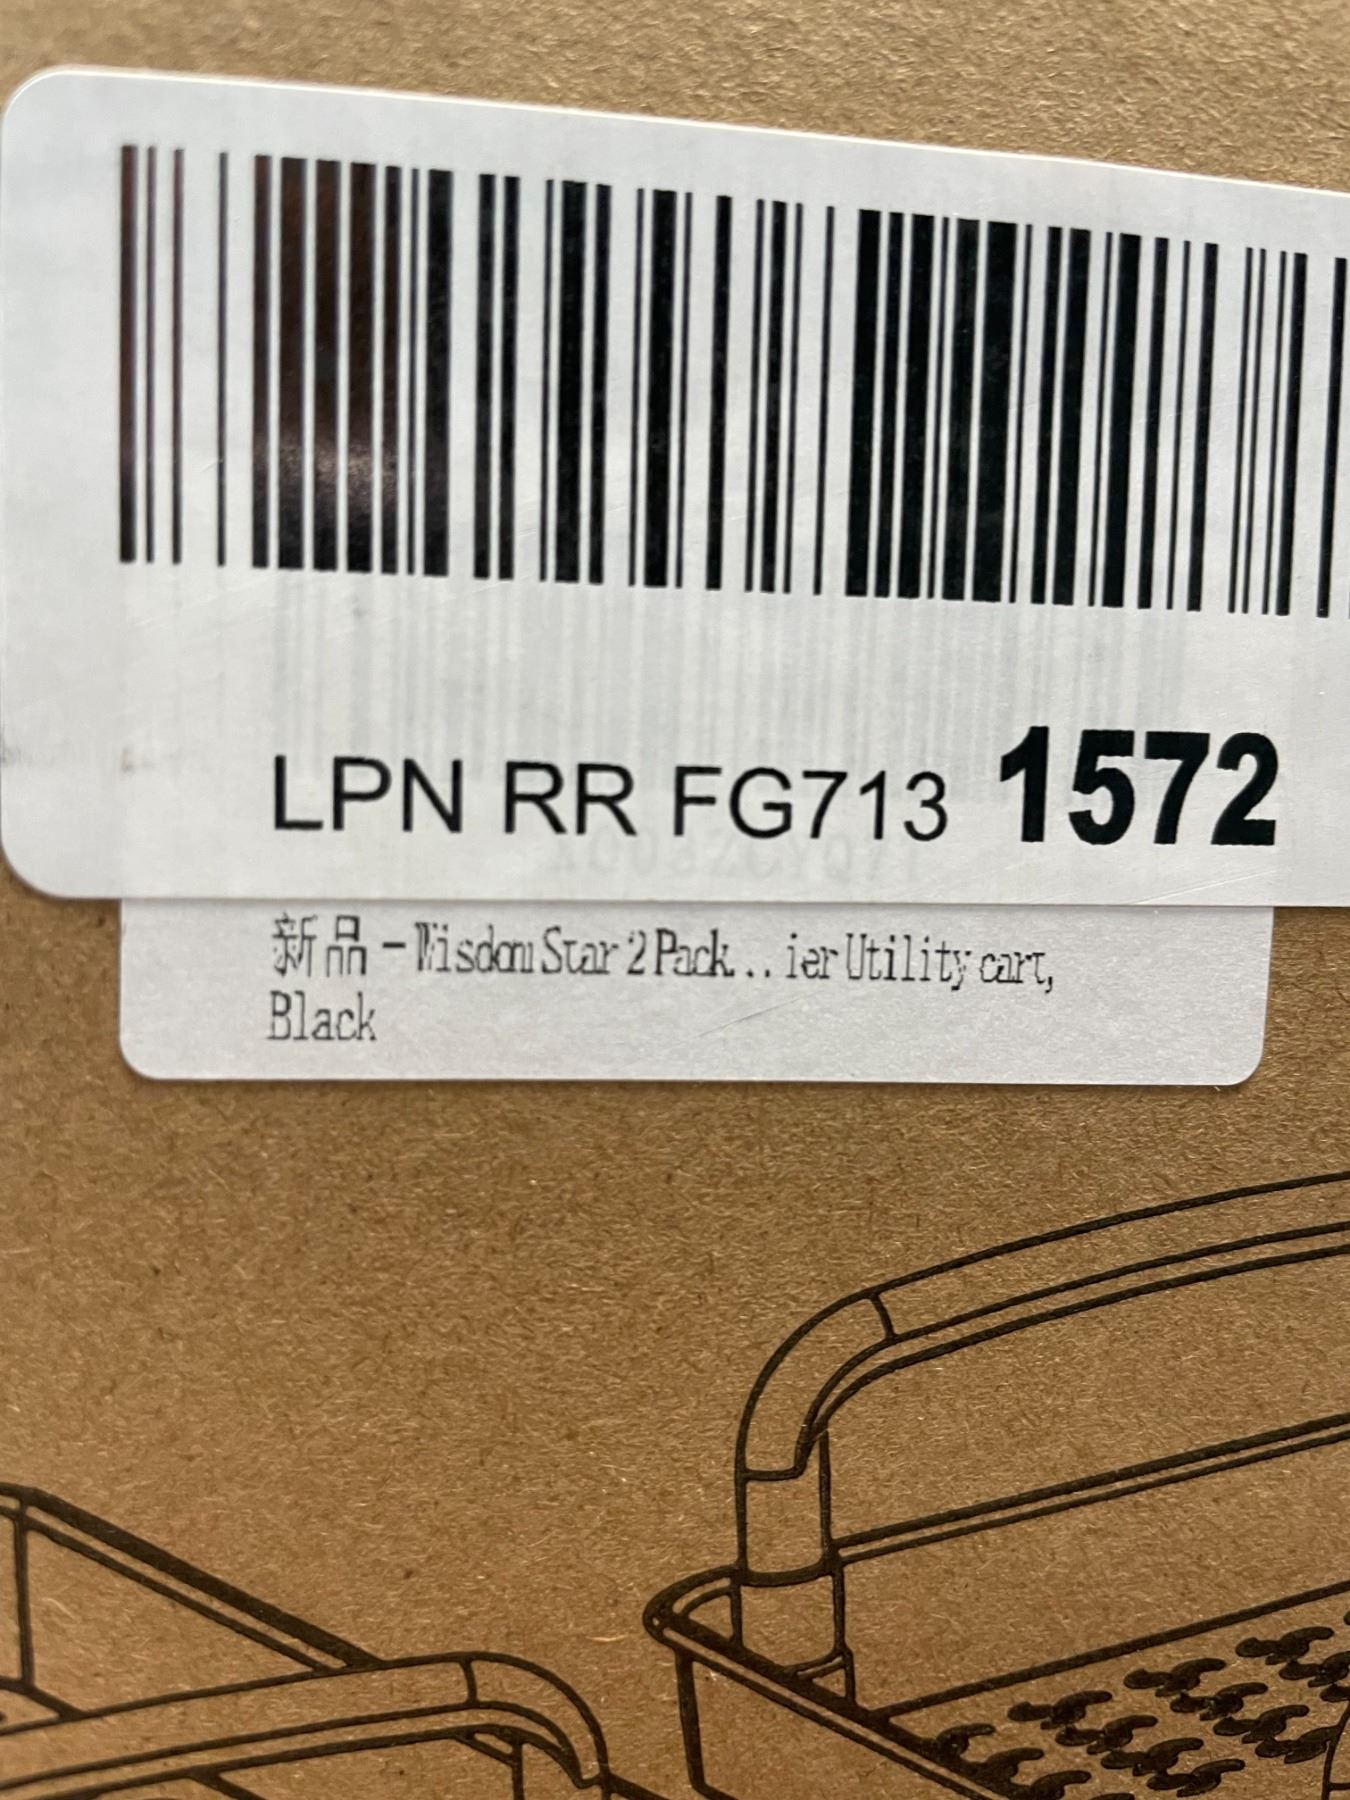 LPN RR FG713 1572
新品 - Wisdom Star 2 Pack... ier Utility cart,
Black